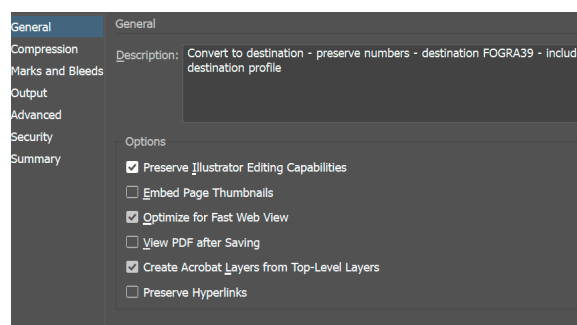 General
Compression
Marks and Bleeds
Output
Advanced
Security
Summary
General
Description:
Convert to destination - preserve numbers - destination FOGRA39 - includ
destination profile
Options
Preserve Illustrator Editing Capabilities
Embed Page Thumbnails
Optimize for Fast Web View
View PDF after Saving
Create Acrobat Layers from Top-Level Layers
Preserve Hyperlinks